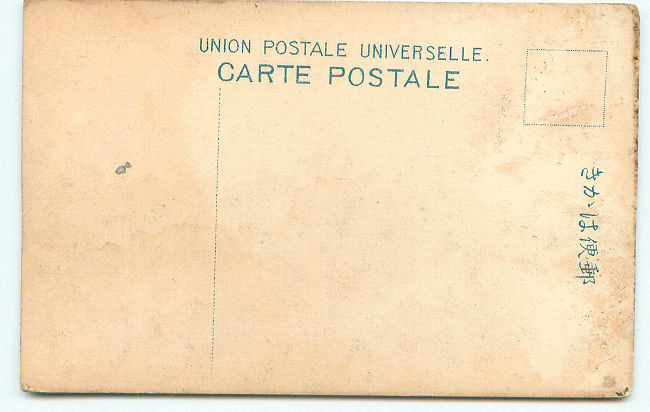 UNION POSTALE UNIVERSELLE.
CARTE POSTALE
きかは便郵